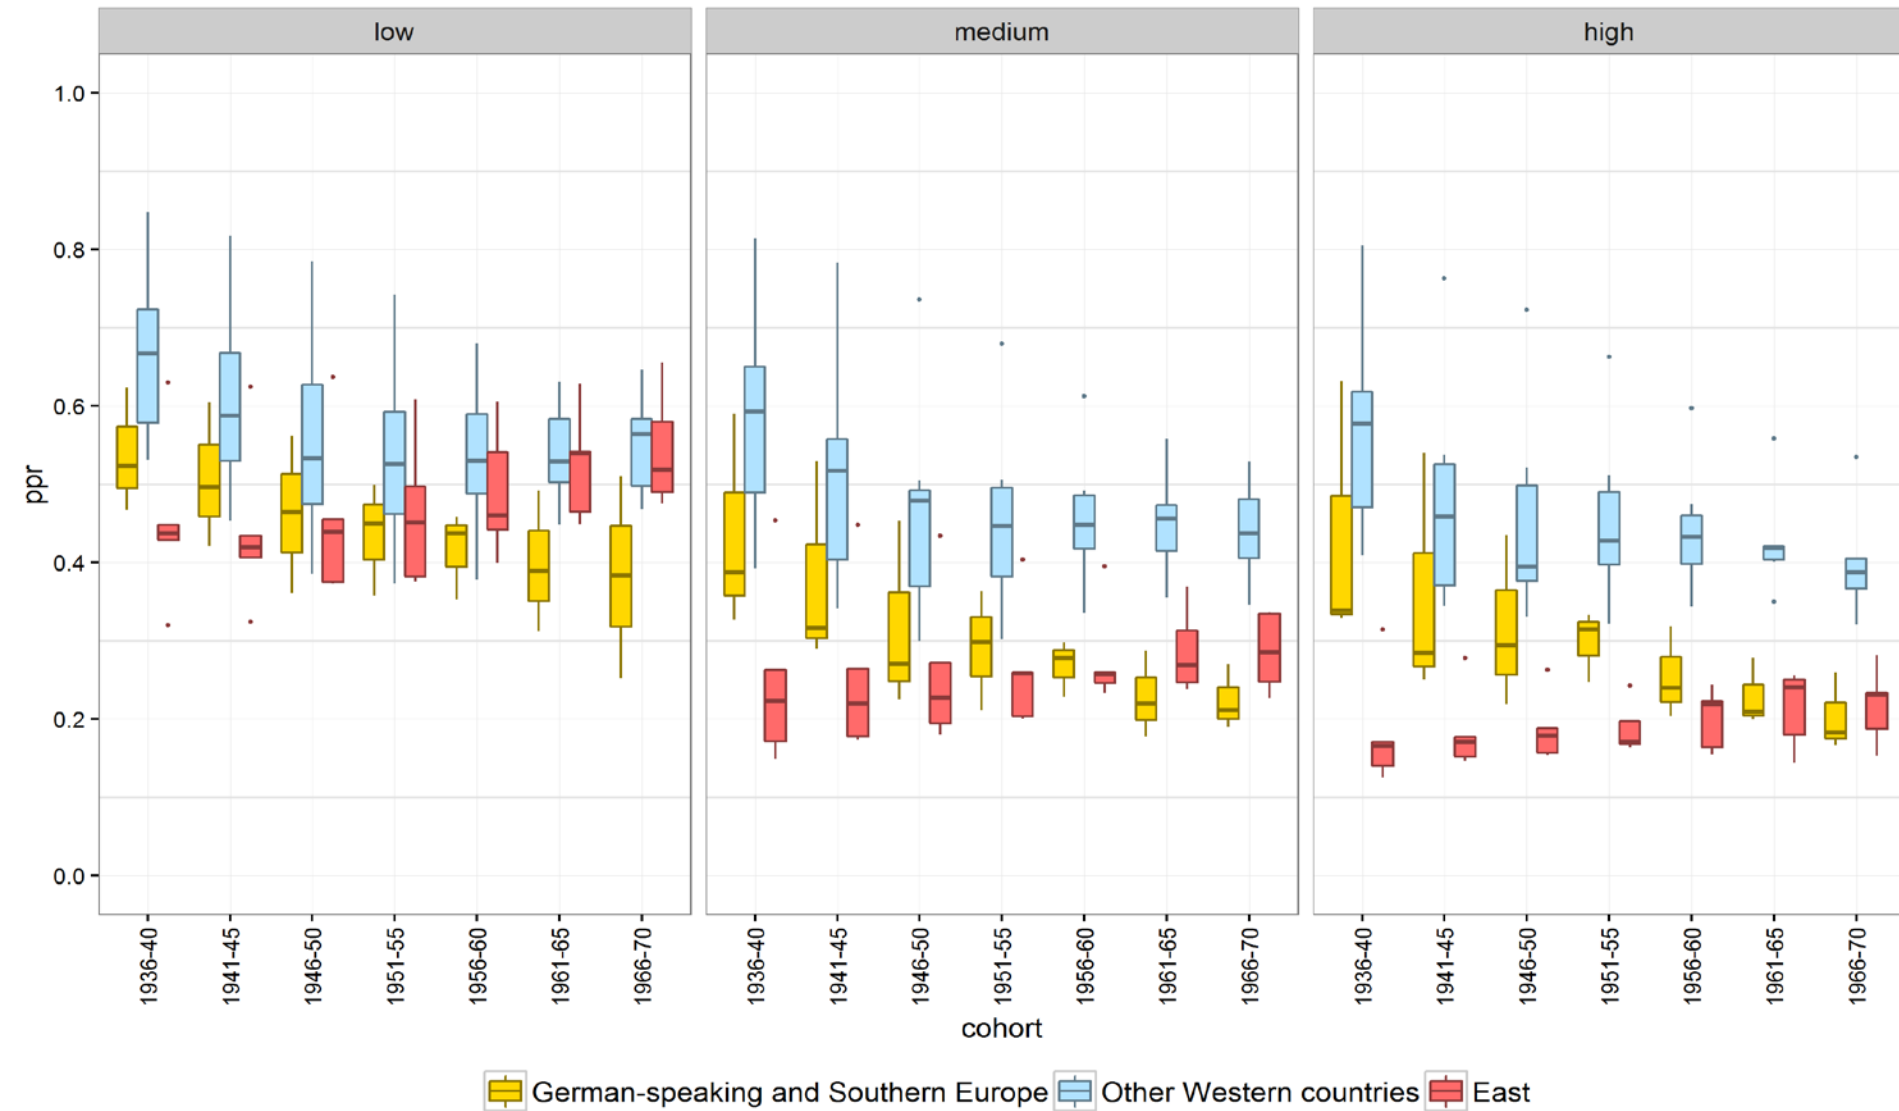 low medium high
1.0
0.8
0.6
0.4
0.2
0.0
ppr
1936-40 1941-45 1946-50 1951-55 1956-60 1961-65 1966-70 1936-40 1941-45 1946-50 1951-55 1956-60 1961-65 1966-70 1936-40 1941-45 1946-50 1951-55 1956-60 1961-65 1966-70
cohort
German-speaking and Southern Europe Other Western countries East